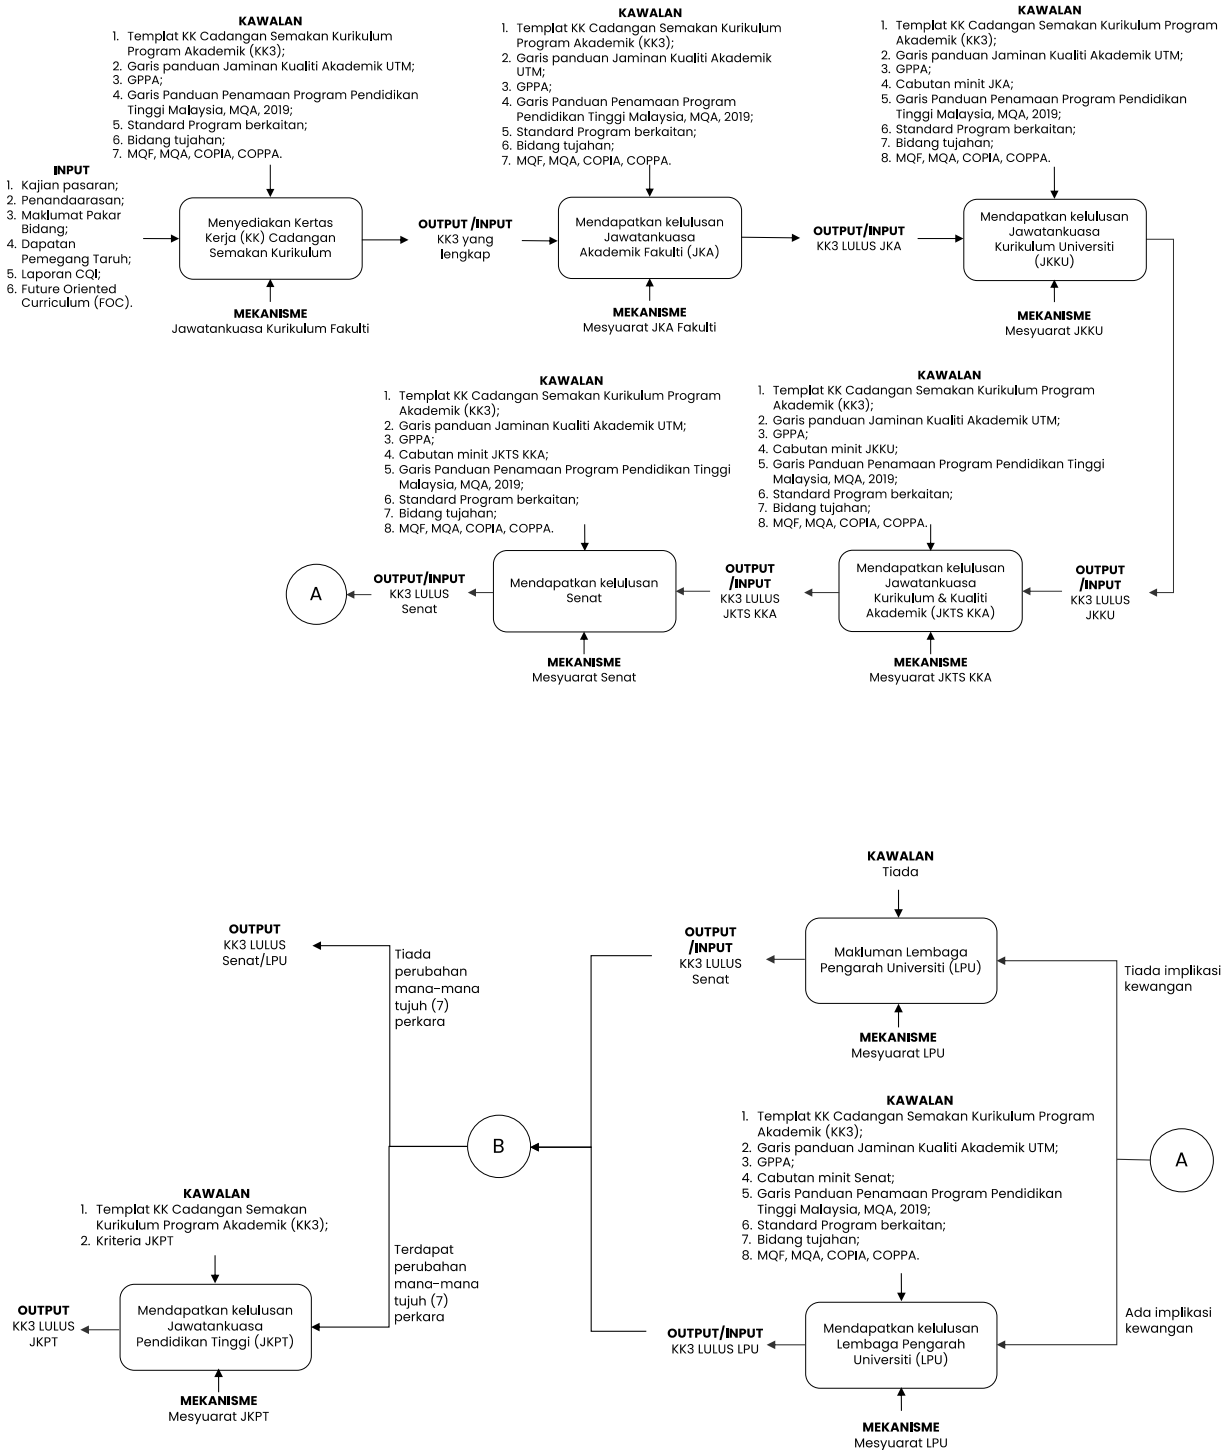 KAWALAN
1. Templat KK Cadangan Semakan Kurikulum
Program Akademik (KK3);
2. Garis panduan Jaminan Kualiti Akademik UTM;
3. GPPA;
4. Garis Panduan Penamaan Program Pendidikan
Tinggi Malaysia, MQA, 2019;
5. Standard Program berkaitan;
6. Bidang tujahan;
7. MQF, MQA, COPIA, COPPA.
INPUT
1. Kajian pasaran;
2. Penandaarasan;
3. Maklumat Pakar
Bidang;
4. Dapatan
Pemegang Taruh;
5. Laporan CQI;
6. Future Oriented
Curriculum (FOC).
Menyediakan Kertas
Kerja (KK) Cadangan
Semakan Kurikulum
MEKANISME
Jawatankuasa Kurikulum Fakulti
OUTPUT /INPUT
KK3 yang
lengkap
KAWALAN
1. Templat KK Cadangan Semakan Kurikulum
Program Akademik (KK3);
2. Garis panduan Jaminan Kualiti Akademik
UTM;
3. GPPA;
4. Garis Panduan Penamaan Program
Pendidikan Tinggi Malaysia, MQA, 2019;
5. Standard Program berkaitan;
6. Bidang tujahan;
7. MQF, MQA, COPIA, COPPA.
Mendapatkan kelulusan
Jawatankuasa
Akademik Fakulti (JKA)
MEKANISME
Mesyuarat JKA Fakulti
OUTPUT/INPUT
KK3 LULUS JKA
KAWALAN
1. Templat KK Cadangan Semakan Kurikulum Program
Akademik (KK3);
2. Garis panduan Jaminan Kualiti Akademik UTM;
3. GPPA;
4. Cabutan minit JKA;
5. Garis Panduan Penamaan Program Pendidikan
Tinggi Malaysia, MQA, 2019;
6. Standard Program berkaitan;
7. Bidang tujahan;
8. MQF, MQA, COPIA, COPPA.
Mendapatkan kelulusan
Jawatankuasa
Kurikulum Universiti
(JKKU)
MEKANISME
Mesyuarat JKKU
OUTPUT
/INPUT
KK3 LULUS
JKKU
KAWALAN
1. Templat KK Cadangan Semakan Kurikulum Program
Akademik (KK3);
2. Garis panduan Jaminan Kualiti Akademik UTM;
3. GPPA;
4. Cabutan minit JKKU;
5. Garis Panduan Penamaan Program Pendidikan Tinggi
Malaysia, MQA, 2019;
6. Standard Program berkaitan;
7. Bidang tujahan;
8. MQF, MQA, COPIA, COPPA.
Mendapatkan kelulusan
Jawatankuasa
Kurikulum & Kualiti
Akademik (JKTS KKA)
MEKANISME
Mesyuarat JKTS KKA
OUTPUT
/INPUT
KK3 LULUS
JKTS KKA
KAWALAN
1. Templat KK Cadangan Semakan Kurikulum Program
Akademik (KK3);
2. Garis panduan Jaminan Kualiti Akademik UTM;
3. GPPA;
4. Cabutan minit JKTS KKA;
5. Garis Panduan Penamaan Program Pendidikan Tinggi
Malaysia, MQA, 2019;
6. Standard Program berkaitan;
7. Bidang tujahan;
8. MQF, MQA, COPIA, COPPA.
Mendapatkan kelulusan
Senat
MEKANISME
Mesyuarat Senat
OUTPUT/INPUT
KK3 LULUS
Senat
A
A
Tiada implikasi
kewangan
Ada implikasi
kewangan
KAWALAN
Tiada
Makluman Lembaga
Pengarah Universiti (LPU)
MEKANISME
Mesyuarat LPU
OUTPUT
/INPUT
KK3 LULUS
Senat
KAWALAN
1. Templat KK Cadangan Semakan Kurikulum Program
Akademik (KK3);
2. Garis panduan Jaminan Kualiti Akademik UTM;
3. GPPA;
4. Cabutan minit Senat;
5. Garis Panduan Penamaan Program Pendidikan
Tinggi Malaysia, MQA, 2019;
6. Standard Program berkaitan;
7. Bidang tujahan;
8. MQF, MQA, COPIA, COPPA.
Mendapatkan kelulusan
Lembaga Pengarah
Universiti (LPU)
MEKANISME
Mesyuarat LPU
OUTPUT/INPUT
KK3 LULUS LPU
B
Tiada
perubahan
mana-mana
tujuh (7)
perkara
OUTPUT
KK3 LULUS
Senat/LPU
Terdapat
perubahan
mana-mana
tujuh (7)
perkara
KAWALAN
1. Templat KK Cadangan Semakan
Kurikulum Program Akademik (KK3);
2. Kriteria JKPT
Mendapatkan kelulusan
Jawatankuasa
Pendidikan Tinggi (JKPT)
MEKANISME
Mesyuarat JKPT
OUTPUT
KK3 LULUS
JKPT